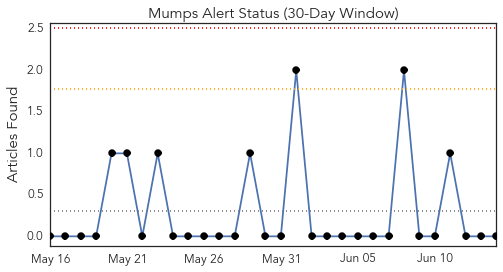 Mumps Alert Status (30-Day Window)
Articles Found
2.5
2.0
1.5
1.0
0.5
0.0
May 16 May 21 May 26 May 31 Jun 05 Jun 10